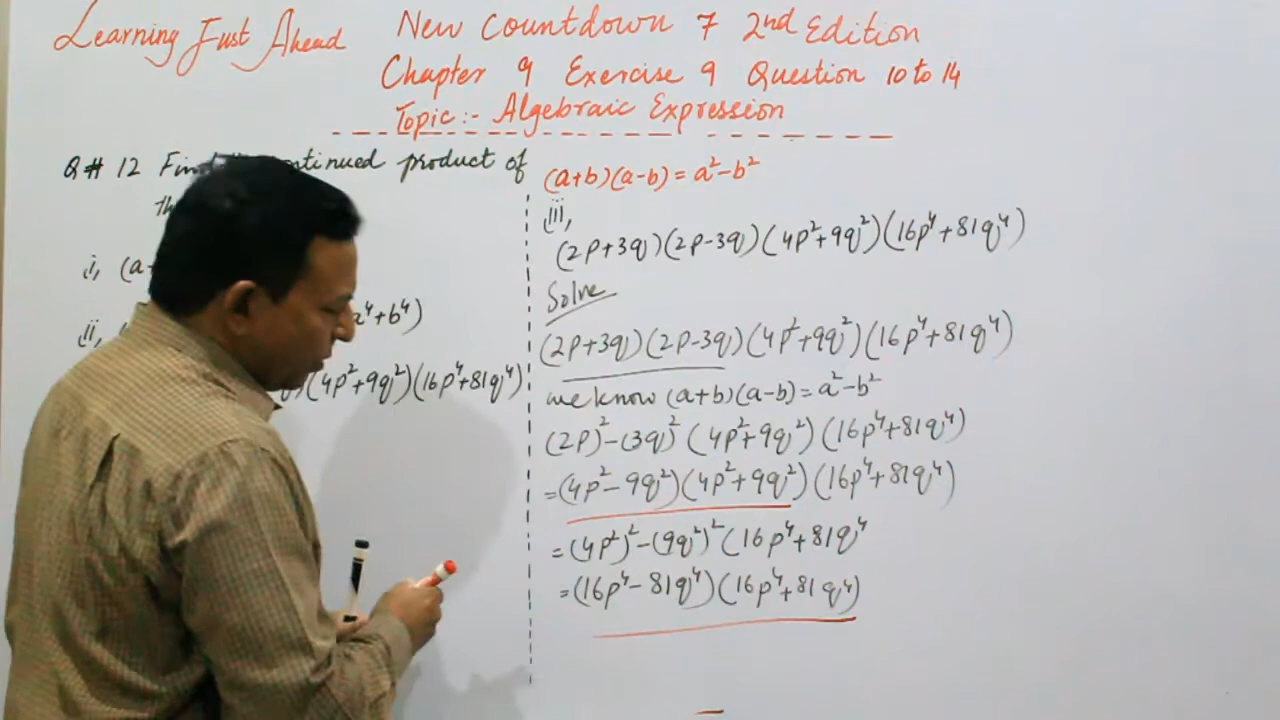 Learning Just Ahead New Countdown 7 2nd Edition
Chapter 9 Exercise 9 Question 10 to 14
Topic:- Algebraic Expression
Q# 12 Find continued product of
i, (a
ii, a⁴+b⁴)
)(4p²+9q²)(16p⁴+81q⁴)
(a+b)(a-b)=a²-b²
iii,
(2p+3q)(2p-3q)(4p²+9q²)(16p⁴+81q⁴)
Solve
(2p+3q)(2p-3q)(4p²+9q²)(16p⁴+81q⁴)
we know (a+b)(a-b)=a²-b²
(2p)²-(3q)² (4p²+9q²)(16p⁴+81q⁴)
=(4p²-9q²)(4p²+9q²)(16p⁴+81q⁴)
=(4p²)²-(9q²)²(16p⁴+81q⁴
=(16p⁴-81q⁴)(16p⁴+81q⁴)